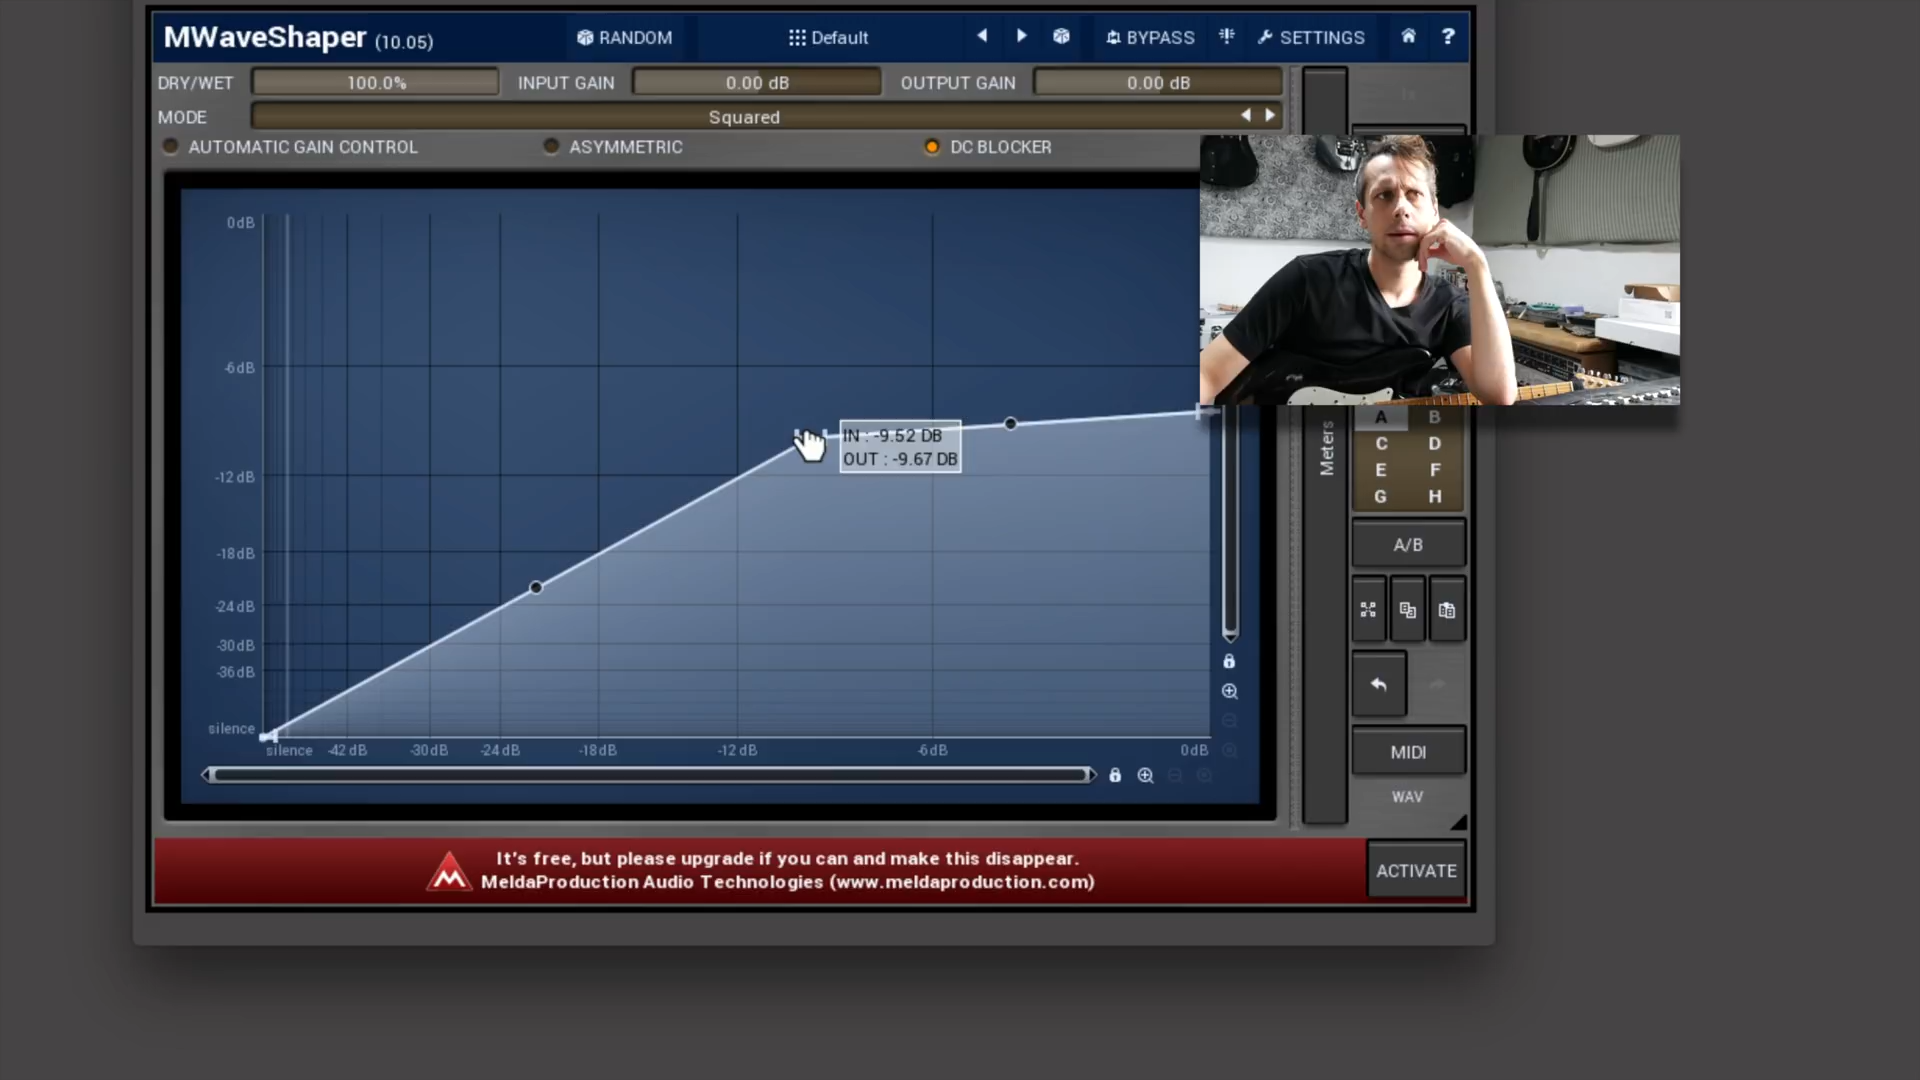 MWaveShaper (10.05)
RANDOM
Default
BYPASS
SETTINGS
?
DRY/WET
100.0%
INPUT GAIN
0.00 dB
OUTPUT GAIN
0.00 dB
MODE
Squared
AUTOMATIC GAIN CONTROL
ASYMMETRIC
DC BLOCKER
0dB
-6dB
-12dB
-18dB
-24dB
-30dB
-36dB
silence
IN : -9.52 DB
OUT : -9.67 DB
silence
-42dB
-30dB
-24dB
-18dB
-12dB
-6dB
0dB
Meters
A B
C D
E F
G H
A/B
MIDI
WAV
It's free, but please upgrade if you can and make this disappear.
MeldaProduction Audio Technologies (www.meldaproduction.com)
ACTIVATE